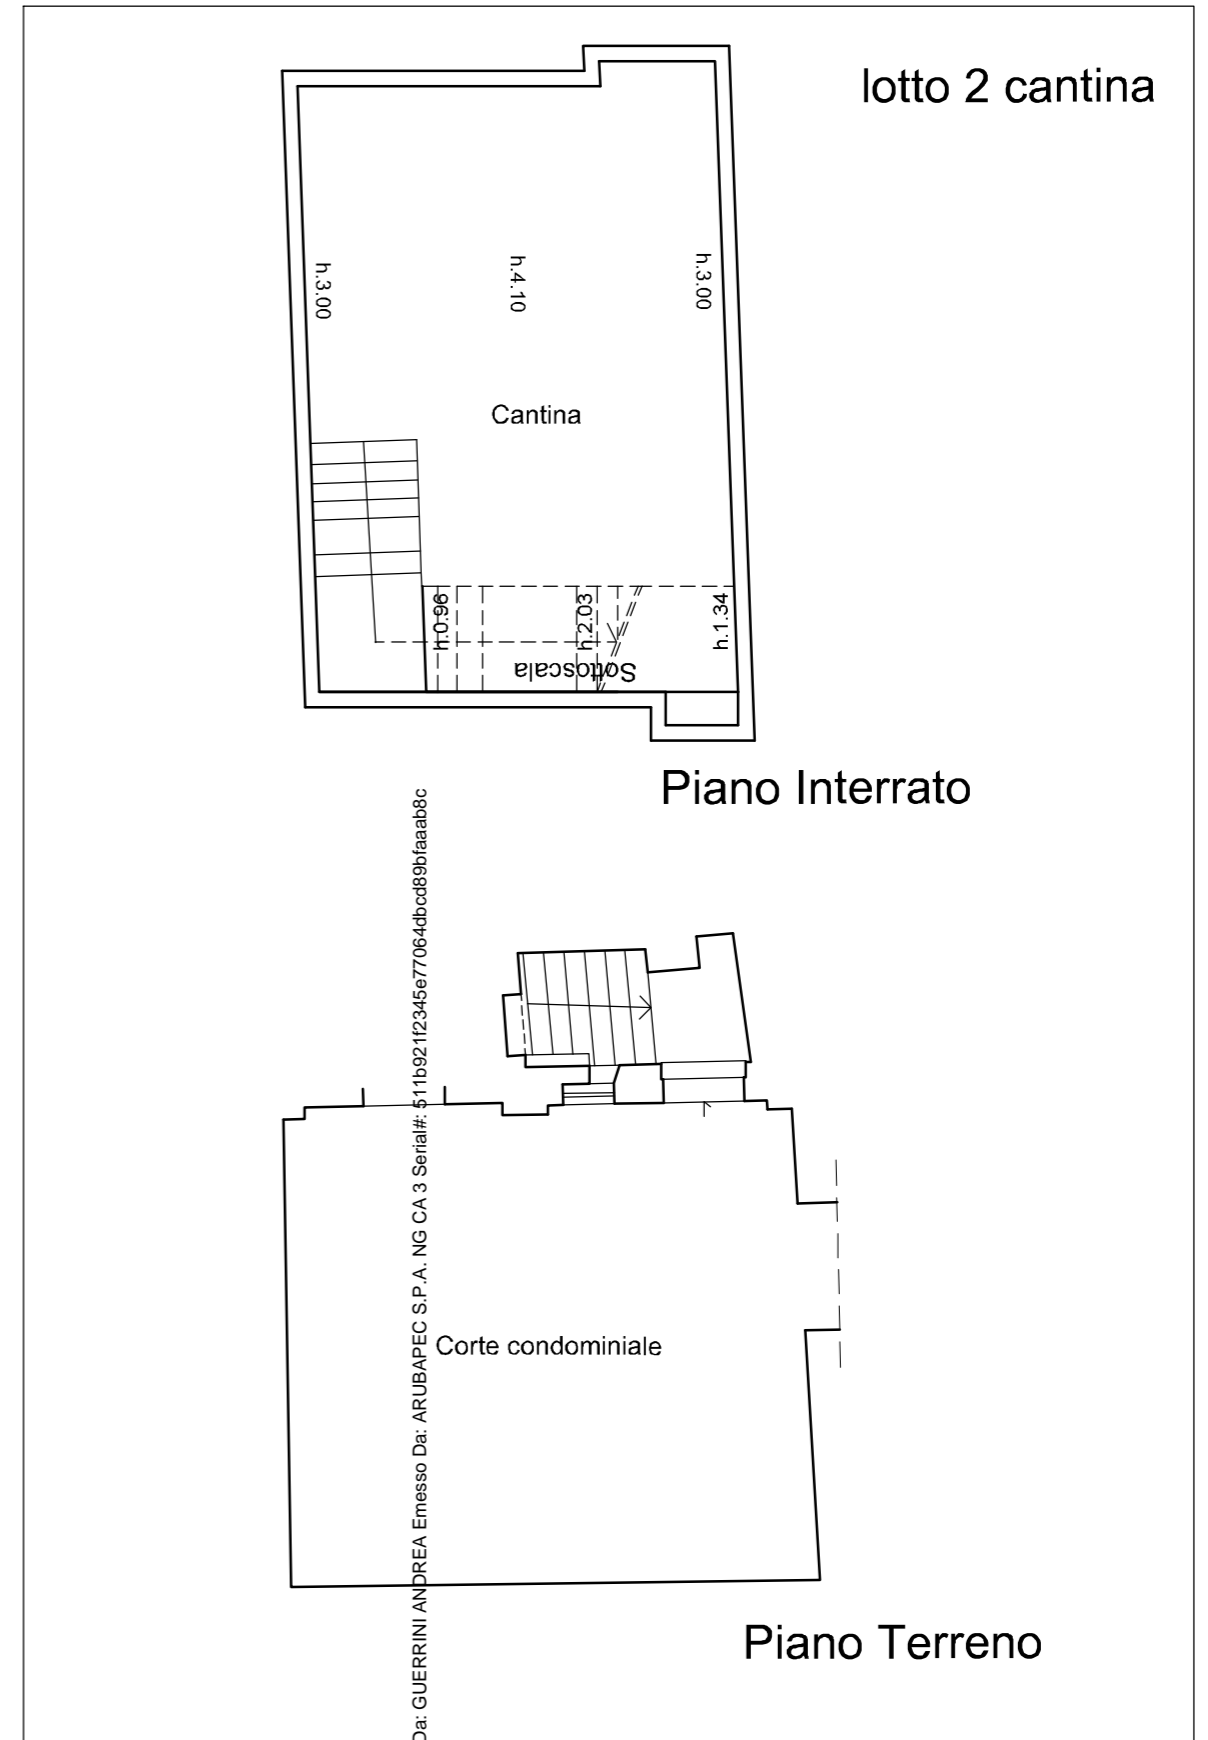 lotto 2 cantina
h.3.00
h.4.10
h.3.00
Cantina
h.0.96
h.2.03
h.1.34
Sottoscala
Piano Interrato
Da: GUERRINI ANDREA Emesso Da: ARUBAPEC S.P.A. NG CA 3 Serial#: 511b921f2345e77064dbcd89bfaaab8c
Corte condominiale
Piano Terreno